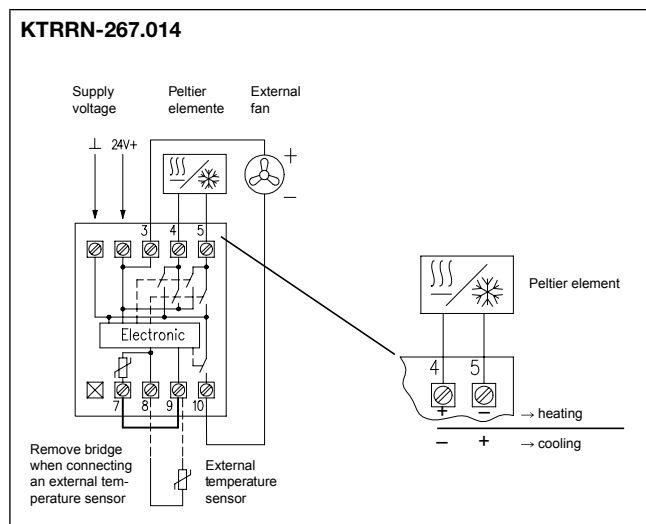 KTRRN-267.014
Supply
voltage
Peltier
elemente
External
fan
⊥ 24V+
+
−
3 4 5
Electronic
7 8 9 10
Remove bridge
when connecting
an external tem-
perature sensor
External
temperature
sensor
Peltier element
4 5
+ − → heating
− + → cooling